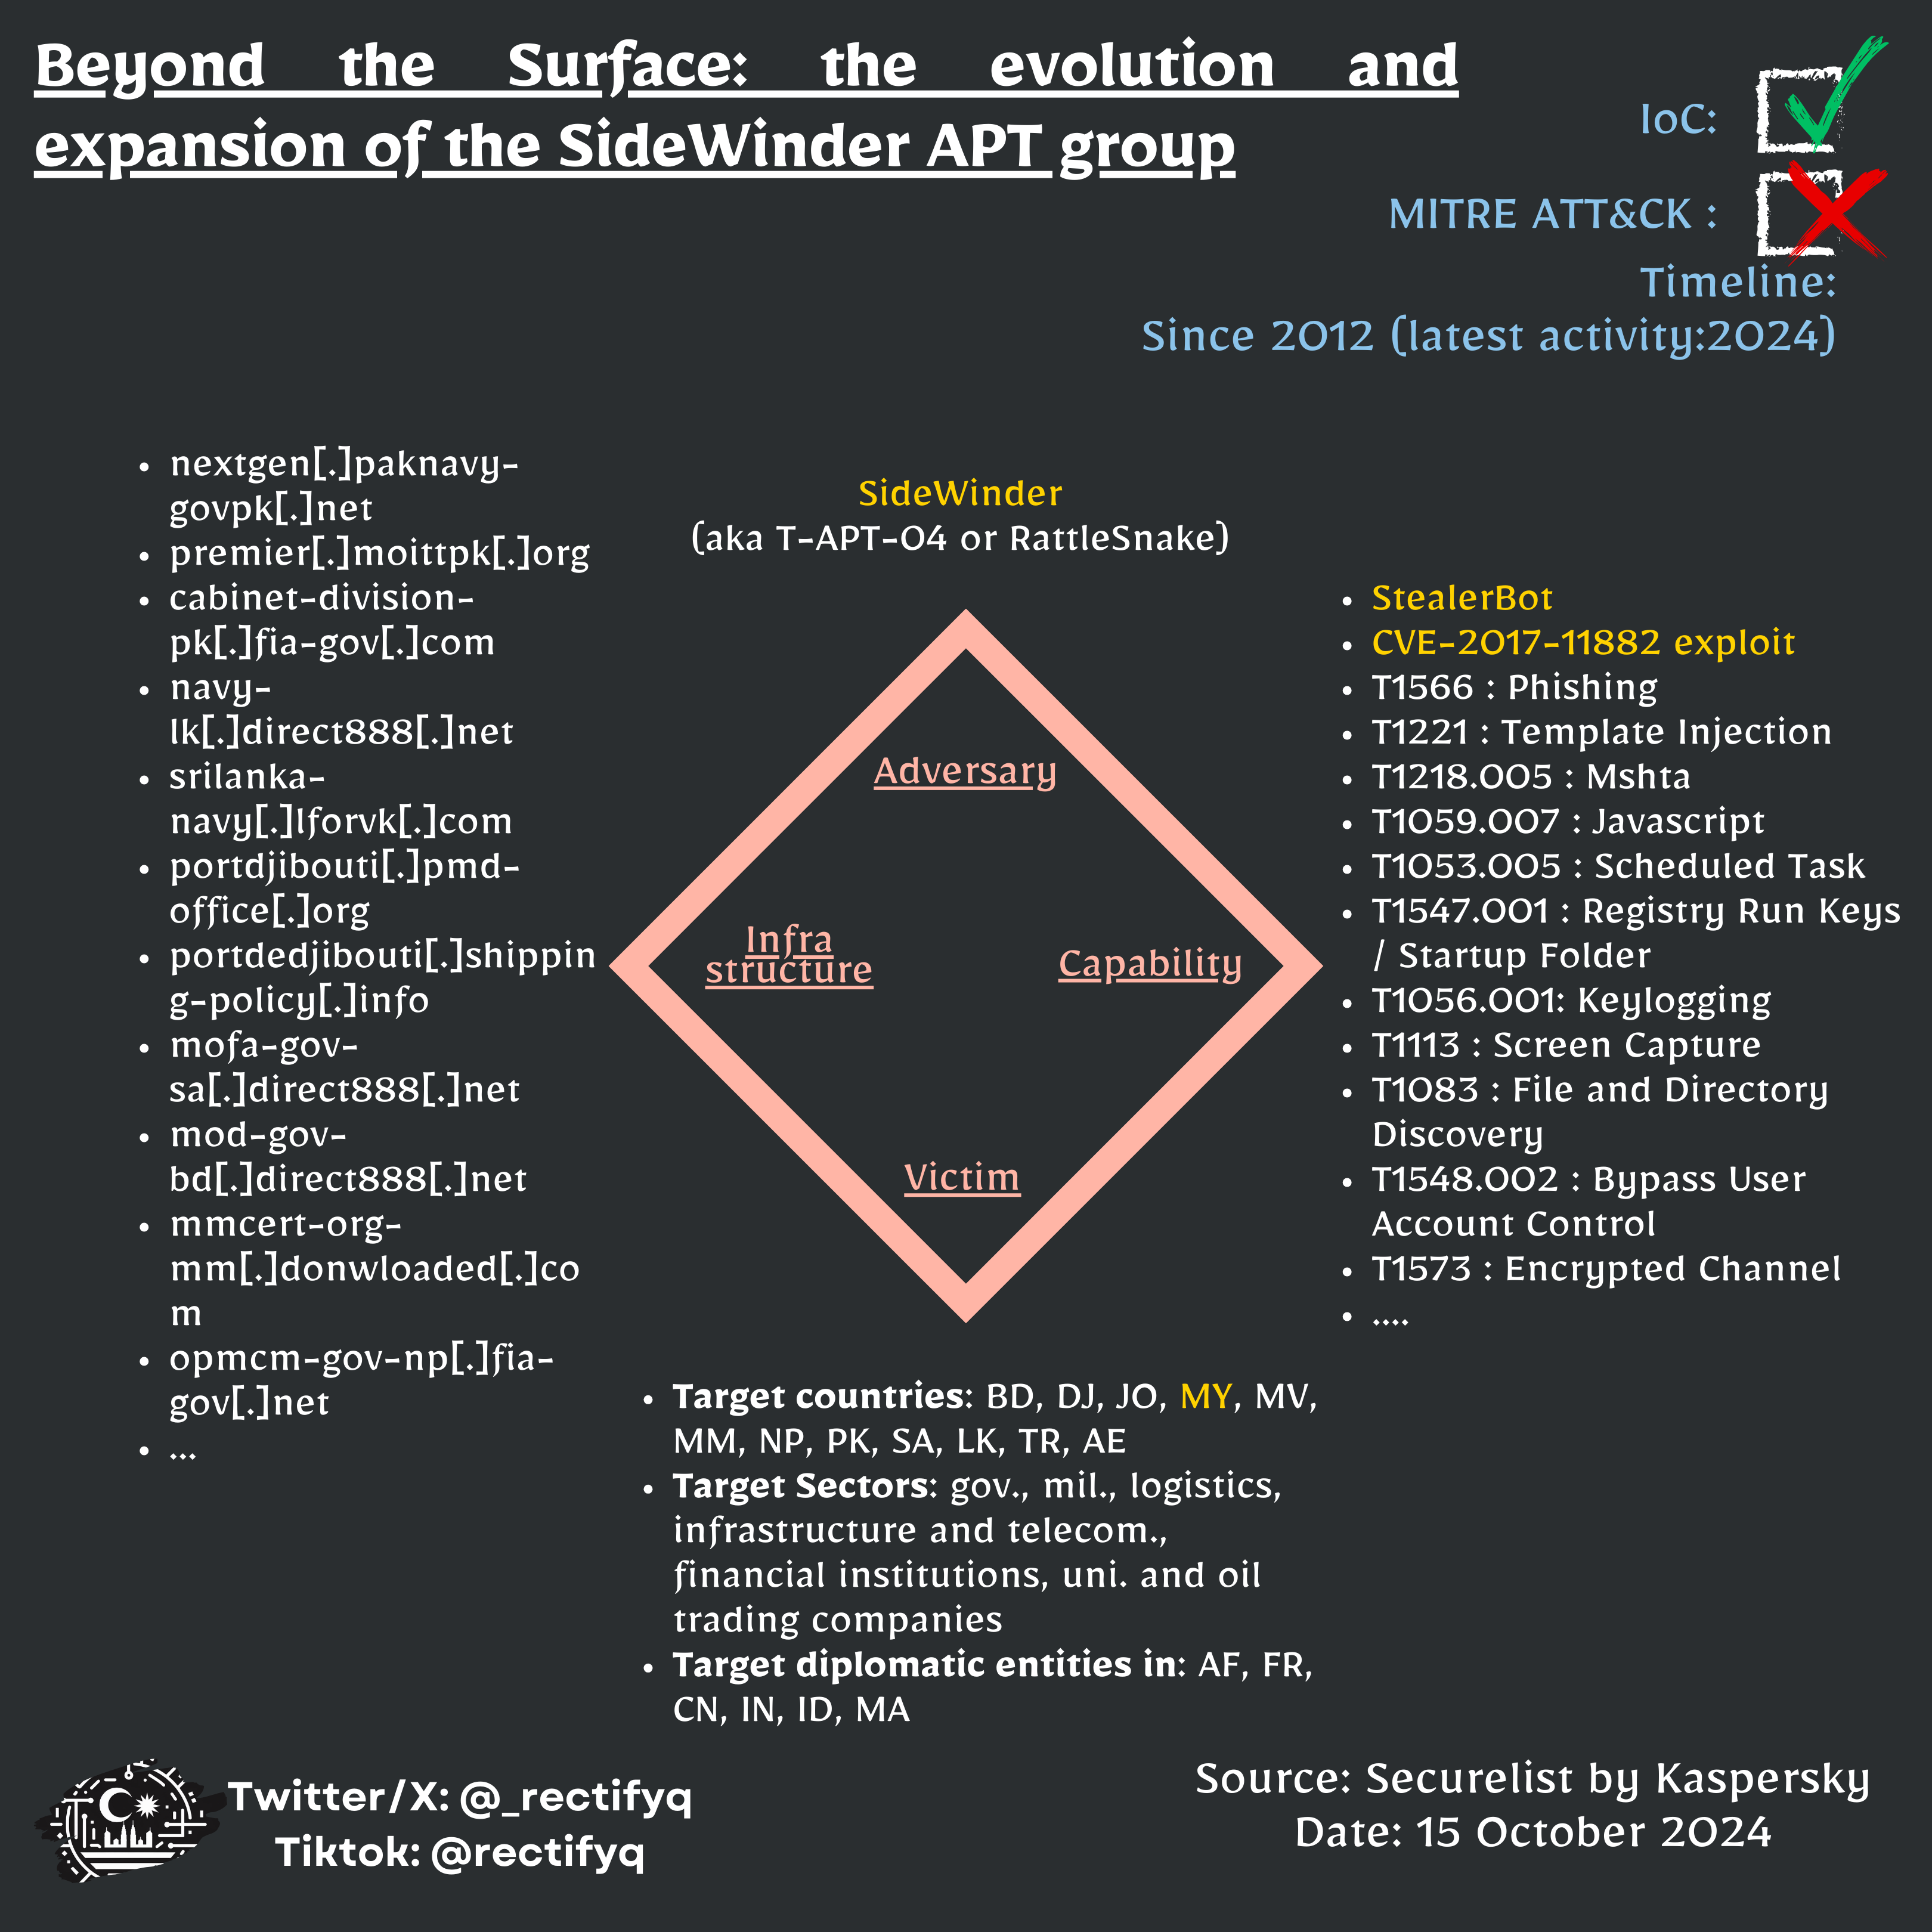 Beyond the Surface: the evolution and
expansion of the SideWinder APT group
IoC:
MITRE ATT&CK :
Timeline:
Since 2012 (latest activity:2024)
• nextgen[.]paknavy-
govpk[.]net
• premier[.]moittpk[.]org
• cabinet-division-
pk[.]fia-gov[.]com
• navy-
lk[.]direct888[.]net
• srilanka-
navy[.]lforvk[.]com
• portdjibouti[.]pmd-
office[.]org
• portdedjibouti[.]shippin
g-policy[.]info
• mofa-gov-
sa[.]direct888[.]net
• mod-gov-
bd[.]direct888[.]net
• mmcert-org-
mm[.]donwloaded[.]co
m
• opmcm-gov-np[.]fia-
gov[.]net
• ...
SideWinder
(aka T-APT-04 or RattleSnake)
Adversary
Infra
structure
Capability
Victim
• StealerBot
• CVE-2017-11882 exploit
• T1566 : Phishing
• T1221 : Template Injection
• T1218.005 : Mshta
• T1059.007 : Javascript
• T1053.005 : Scheduled Task
• T1547.001 : Registry Run Keys
/ Startup Folder
• T1056.001: Keylogging
• T1113 : Screen Capture
• T1083 : File and Directory
Discovery
• T1548.002 : Bypass User
Account Control
• T1573 : Encrypted Channel
• ....
• Target countries: BD, DJ, JO, MY, MV,
MM, NP, PK, SA, LK, TR, AE
• Target Sectors: gov., mil., logistics,
infrastructure and telecom.,
financial institutions, uni. and oil
trading companies
• Target diplomatic entities in: AF, FR,
CN, IN, ID, MA
Twitter/X: @_rectifyq
Tiktok: @rectifyq
Source: Securelist by Kaspersky
Date: 15 October 2024